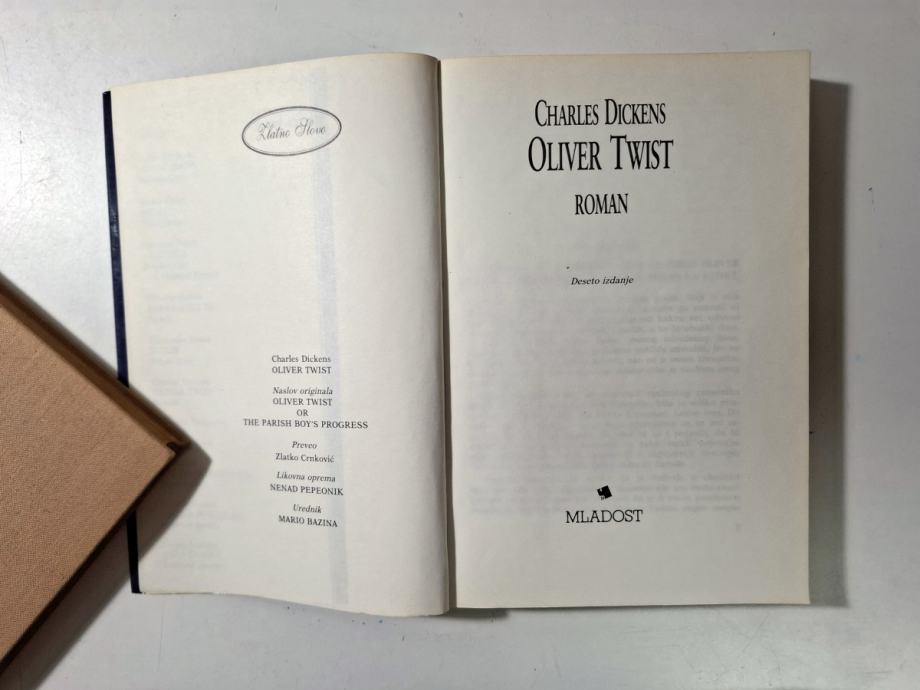 Zlatno Slovo
Charles Dickens
OLIVER TWIST
Naslov originala
OLIVER TWIST
OR
THE PARISH BOY'S PROGRESS
Preveo
Zlatko Crnković
Likovna oprema
NENAD PEPEONIK
Urednik
MARIO BAZINA
CHARLES DICKENS
OLIVER TWIST
ROMAN
Deseto izdanje
MLADOST